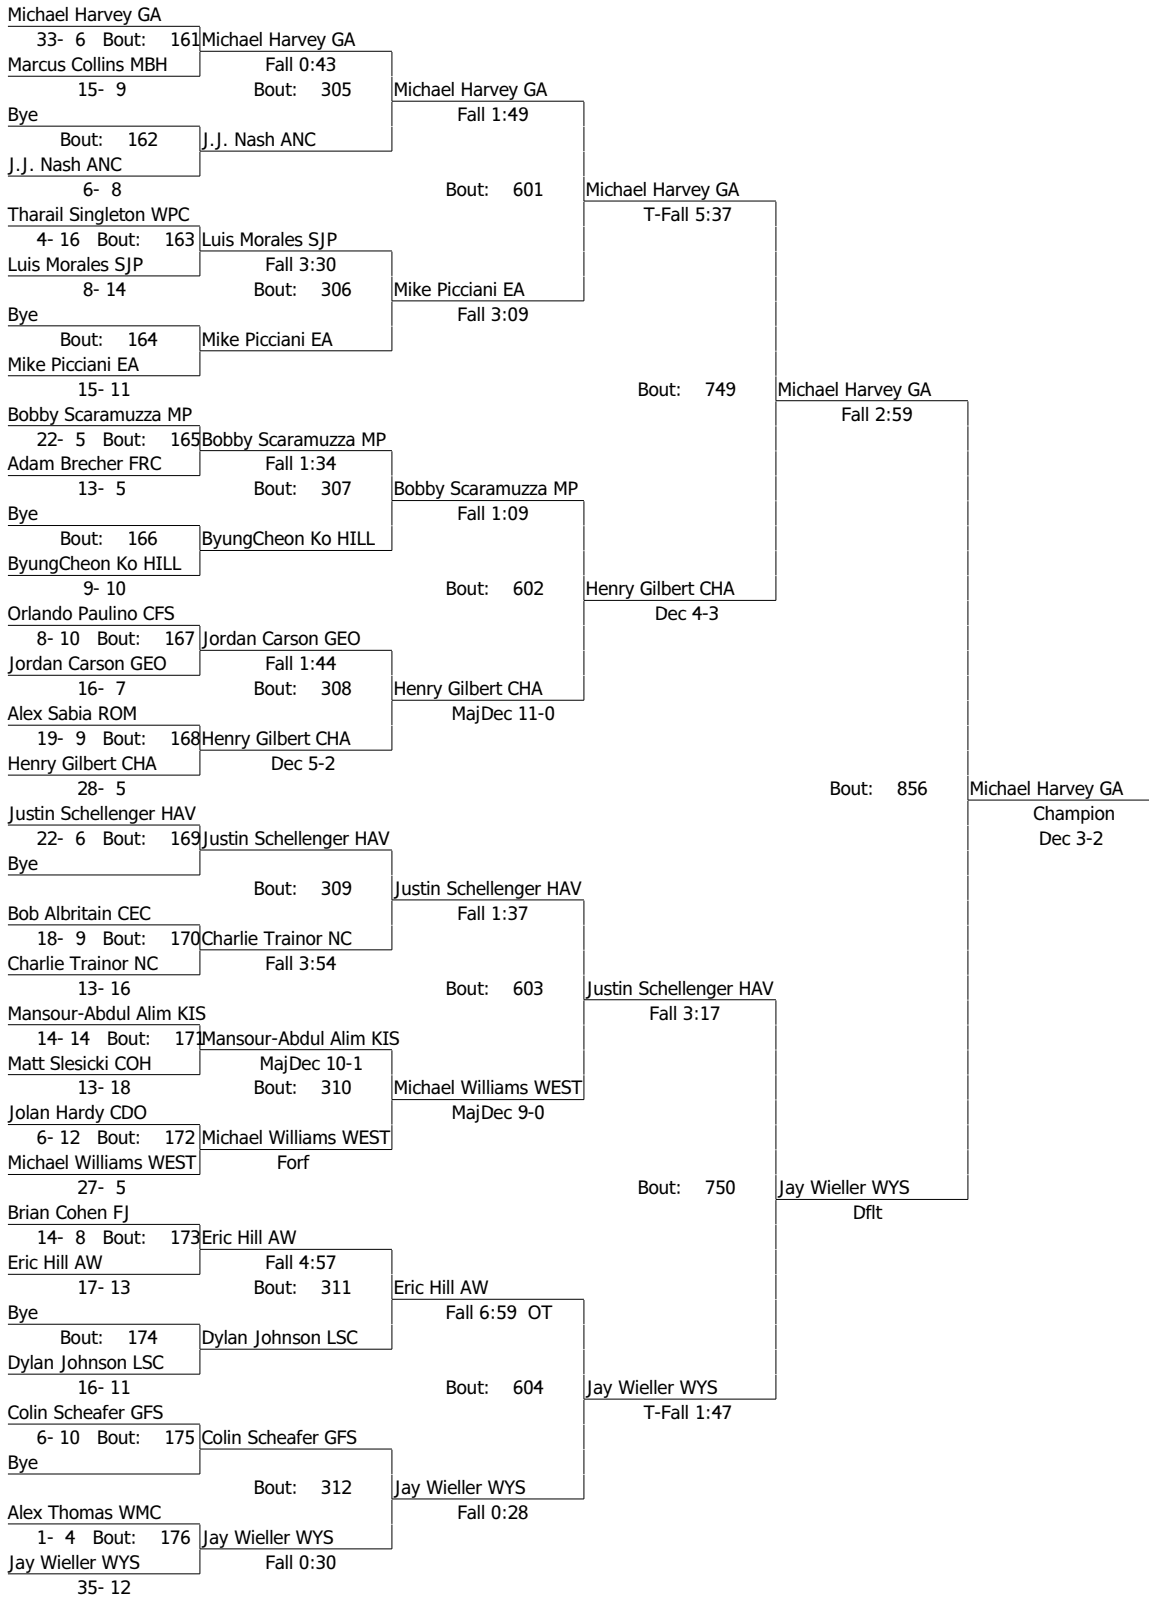 Michael Harvey GA
33- 6 Bout: 161 Michael Harvey GA
Marcus Collins MBH Fall 0:43
15- 9 Bout: 305 Michael Harvey GA
Bye Fall 1:49
Bout: 162 J.J. Nash ANC
J.J. Nash ANC
6- 8 Bout: 601 Michael Harvey GA
Tharail Singleton WPC T-Fall 5:37
4- 16 Bout: 163 Luis Morales SJP
Luis Morales SJP Fall 3:30
8- 14 Bout: 306 Mike Picciani EA
Bye Fall 3:09
Bout: 164 Mike Picciani EA
Mike Picciani EA
15- 11 Bout: 749 Michael Harvey GA
Bobby Scaramuzza MP Fall 2:59
22- 5 Bout: 165 Bobby Scaramuzza MP
Adam Brecher FRC Fall 1:34
13- 5 Bout: 307 Bobby Scaramuzza MP
Bye Fall 1:09
Bout: 166 ByungCheon Ko HILL
ByungCheon Ko HILL
9- 10 Bout: 602 Henry Gilbert CHA
Orlando Paulino CFS Dec 4-3
8- 10 Bout: 167 Jordan Carson GEO
Jordan Carson GEO Fall 1:44
16- 7 Bout: 308 Henry Gilbert CHA
Alex Sabia ROM MajDec 11-0
19- 9 Bout: 168 Henry Gilbert CHA
Henry Gilbert CHA Dec 5-2
28- 5 Bout: 856 Michael Harvey GA
Justin Schellenger HAV Champion
22- 6 Bout: 169 Justin Schellenger HAV Dec 3-2
Bye
Bout: 309 Justin Schellenger HAV
Bob Albritain CEC Fall 1:37
18- 9 Bout: 170 Charlie Trainor NC
Charlie Trainor NC Fall 3:54
13- 16 Bout: 603 Justin Schellenger HAV
Mansour-Abdul Alim KIS Fall 3:17
14- 14 Bout: 171 Mansour-Abdul Alim KIS
Matt Slesicki COH MajDec 10-1
13- 18 Bout: 310 Michael Williams WEST
Jolan Hardy CDO MajDec 9-0
6- 12 Bout: 172 Michael Williams WEST
Michael Williams WEST Forf
27- 5 Bout: 750 Jay Wieller WYS
Brian Cohen FJ Dflt
14- 8 Bout: 173 Eric Hill AW
Eric Hill AW Fall 4:57
17- 13 Bout: 311 Eric Hill AW
Bye Fall 6:59 OT
Bout: 174 Dylan Johnson LSC
Dylan Johnson LSC
16- 11 Bout: 604 Jay Wieller WYS
Colin Scheafer GFS T-Fall 1:47
6- 10 Bout: 175 Colin Scheafer GFS
Bye
Bout: 312 Jay Wieller WYS
Alex Thomas WMC Fall 0:28
1- 4 Bout: 176 Jay Wieller WYS
Jay Wieller WYS Fall 0:30
35- 12